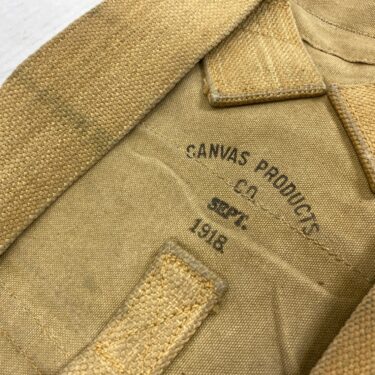 CANVAS PRODUCTS
CO.
SEPT.
1918.